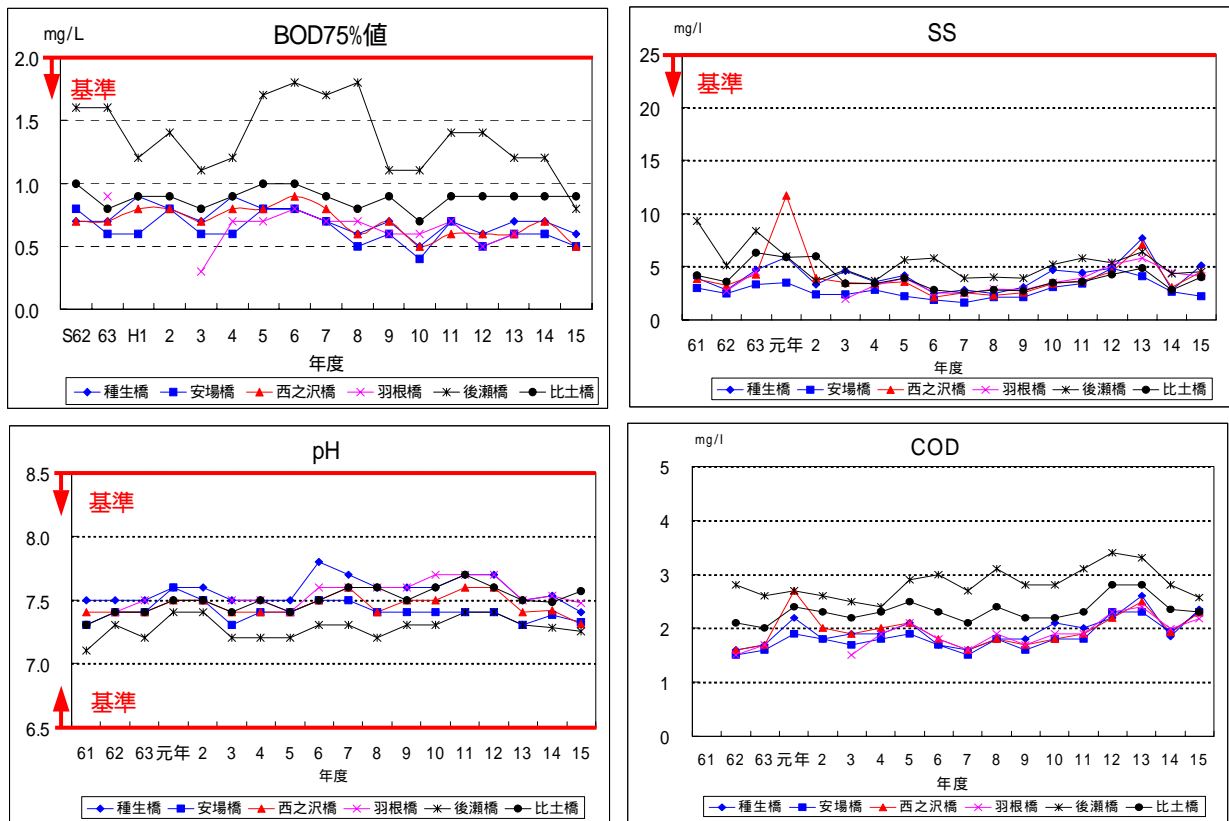 mg/L
BOD75%値
2.0
基準
1.5
1.0
0.5
0.0
S62 63 H1 2 3 4 5 6 7 8 9 10 11 12 13 14 15
年度
種生橋 安場橋 西之沢橋 羽根橋 後瀬橋 比土橋
mg/l
SS
25
基準
20
15
10
5
0
61 62 63 元年 2 3 4 5 6 7 8 9 10 11 12 13 14 15
年度
種生橋 安場橋 西之沢橋 羽根橋 後瀬橋 比土橋
pH
8.5
基準
8.0
7.5
7.0
基準
6.5
61 62 63 元年 2 3 4 5 6 7 8 9 10 11 12 13 14 15
年度
種生橋 安場橋 西之沢橋 羽根橋 後瀬橋 比土橋
mg/l
COD
5
4
3
2
1
0
61 62 63 元年 2 3 4 5 6 7 8 9 10 11 12 13 14 15
年度
種生橋 安場橋 西之沢橋 羽根橋 後瀬橋 比土橋